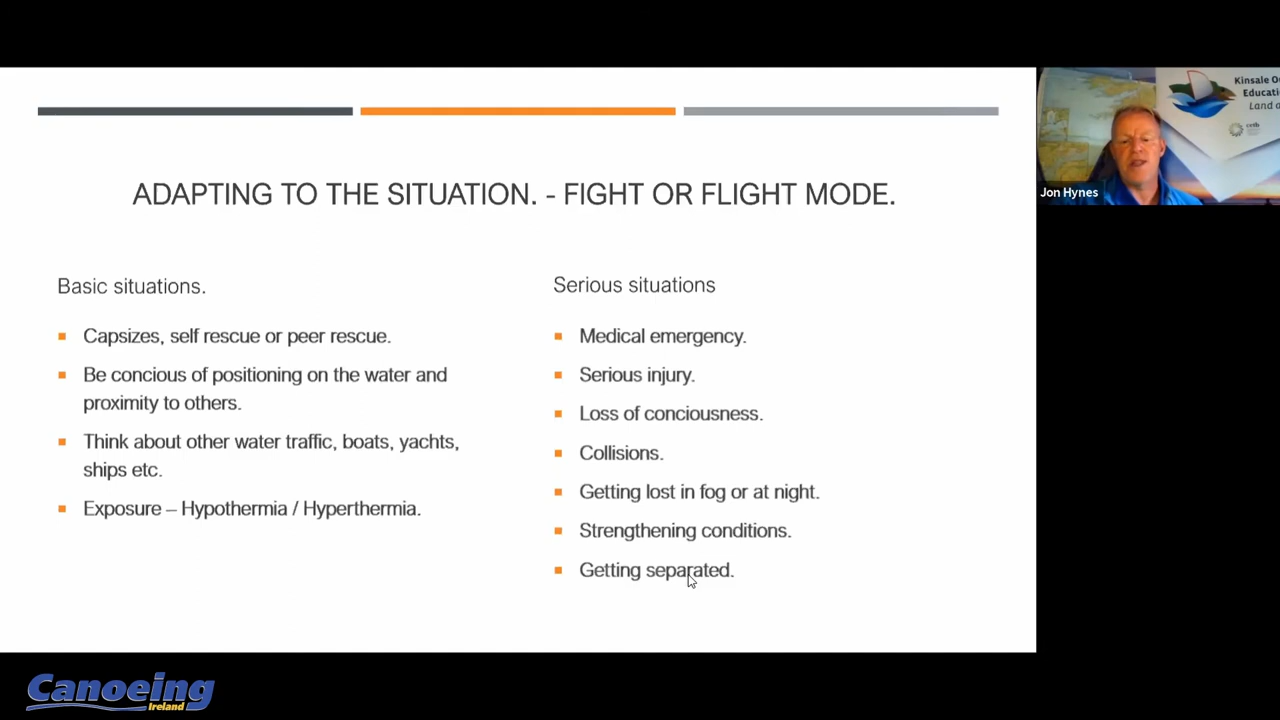 ADAPTING TO THE SITUATION. - FIGHT OR FLIGHT MODE.
Basic situations.
Capsizes, self rescue or peer rescue.
Be concious of positioning on the water and
proximity to others.
Think about other water traffic, boats, yachts,
ships etc.
Exposure – Hypothermia / Hyperthermia.
Serious situations
Medical emergency.
Serious injury.
Loss of conciousness.
Collisions.
Getting lost in fog or at night.
Strengthening conditions.
Getting separated.
Kinsale O
Educatio
Land a
cetb
Jon Hynes
Canoeing
Ireland